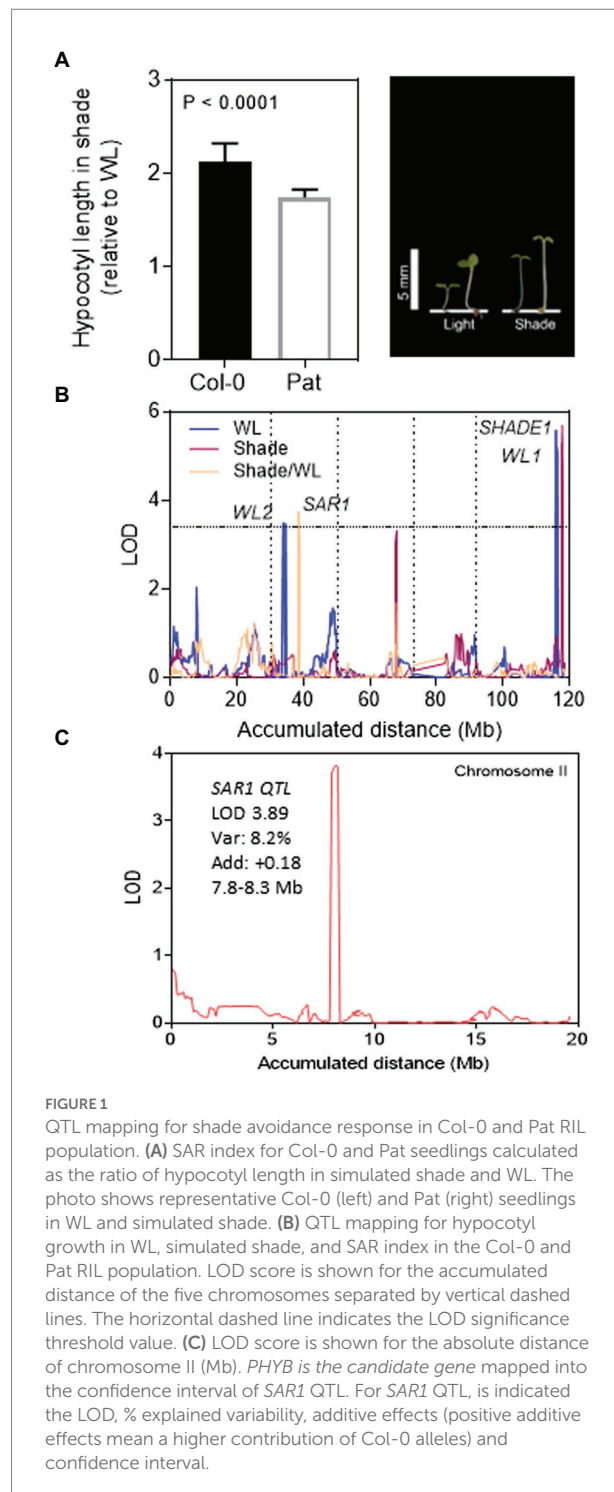 A
Hypocotyl length in shade
(relative to WL)
3
2
1
0
P < 0.0001
Col-0 Pat
5 mm
Light Shade
B
LOD
6
4
2
0
WL
Shade
Shade/WL
WL2
SAR1
SHADE1
WL1
0 20 40 60 80 100 120
Accumulated distance (Mb)
C
LOD
4
3
2
1
0
Chromosome II
SAR1 QTL
LOD 3.89
Var: 8.2%
Add: +0.18
7.8-8.3 Mb
0 5 10 15 20
Accumulated distance (Mb)
FIGURE 1
QTL mapping for shade avoidance response in Col-0 and Pat RIL
population. (A) SAR index for Col-0 and Pat seedlings calculated
as the ratio of hypocotyl length in simulated shade and WL. The
photo shows representative Col-0 (left) and Pat (right) seedlings
in WL and simulated shade. (B) QTL mapping for hypocotyl
growth in WL, simulated shade, and SAR index in the Col-0 and
Pat RIL population. LOD score is shown for the accumulated
distance of the five chromosomes separated by vertical dashed
lines. The horizontal dashed line indicates the LOD significance
threshold value. (C) LOD score is shown for the absolute distance
of chromosome II (Mb). PHYB is the candidate gene mapped into
the confidence interval of SAR1 QTL. For SAR1 QTL, is indicated
the LOD, % explained variability, additive effects (positive additive
effects mean a higher contribution of Col-0 alleles) and
confidence interval.